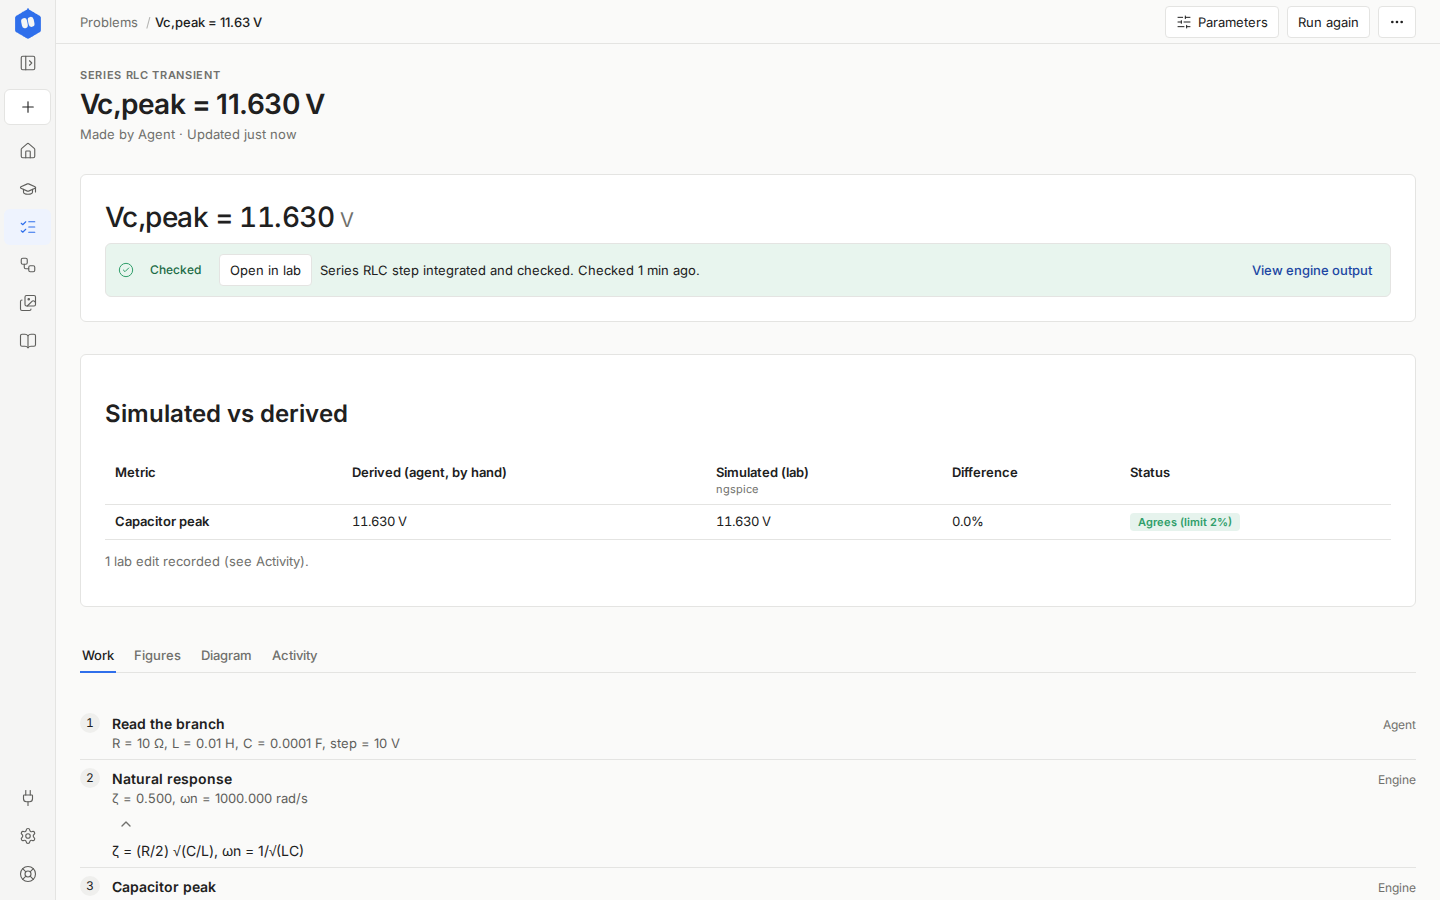 Problems / Vc,peak = 11.63 V
Parameters
Run again
SERIES RLC TRANSIENT
Vc,peak = 11.630 V
Made by Agent · Updated just now
Vc,peak = 11.630 V
Checked
Open in lab
Series RLC step integrated and checked. Checked 1 min ago.
View engine output
Simulated vs derived
Metric
Derived (agent, by hand)
Simulated (lab)
ngspice
Difference
Status
Capacitor peak
11.630 V
11.630 V
0.0%
Agrees (limit 2%)
1 lab edit recorded (see Activity).
Work
Figures
Diagram
Activity
1
Read the branch
Agent
R = 10 Ω, L = 0.01 H, C = 0.0001 F, step = 10 V
2
Natural response
Engine
ζ = 0.500, ωn = 1000.000 rad/s
ζ = (R/2) √(C/L), ωn = 1/√(LC)
3
Capacitor peak
Engine